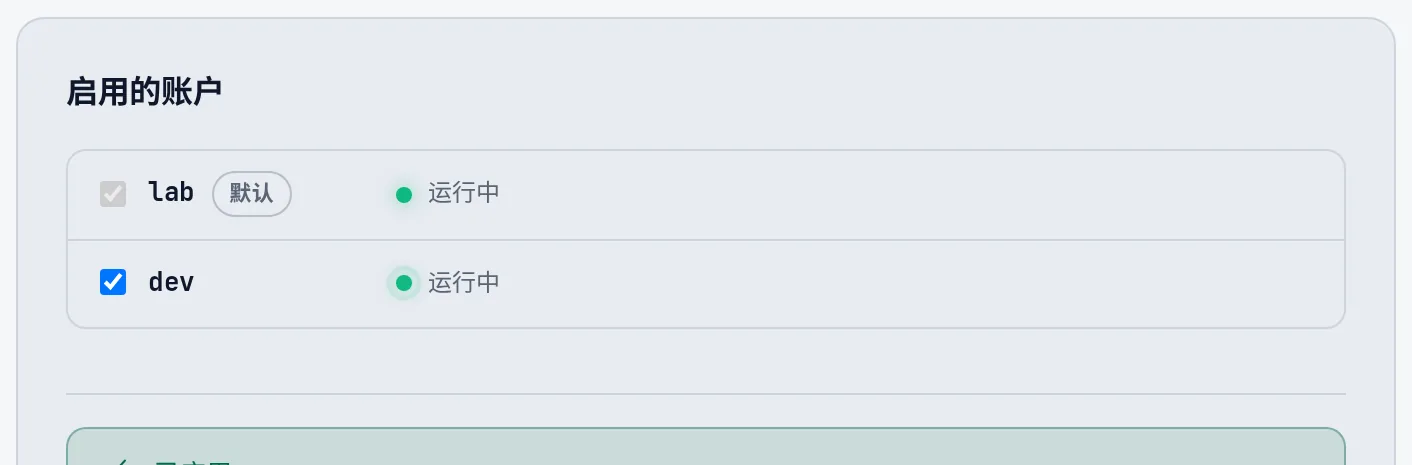 启用的账户
lab 默认 运行中
dev 运行中